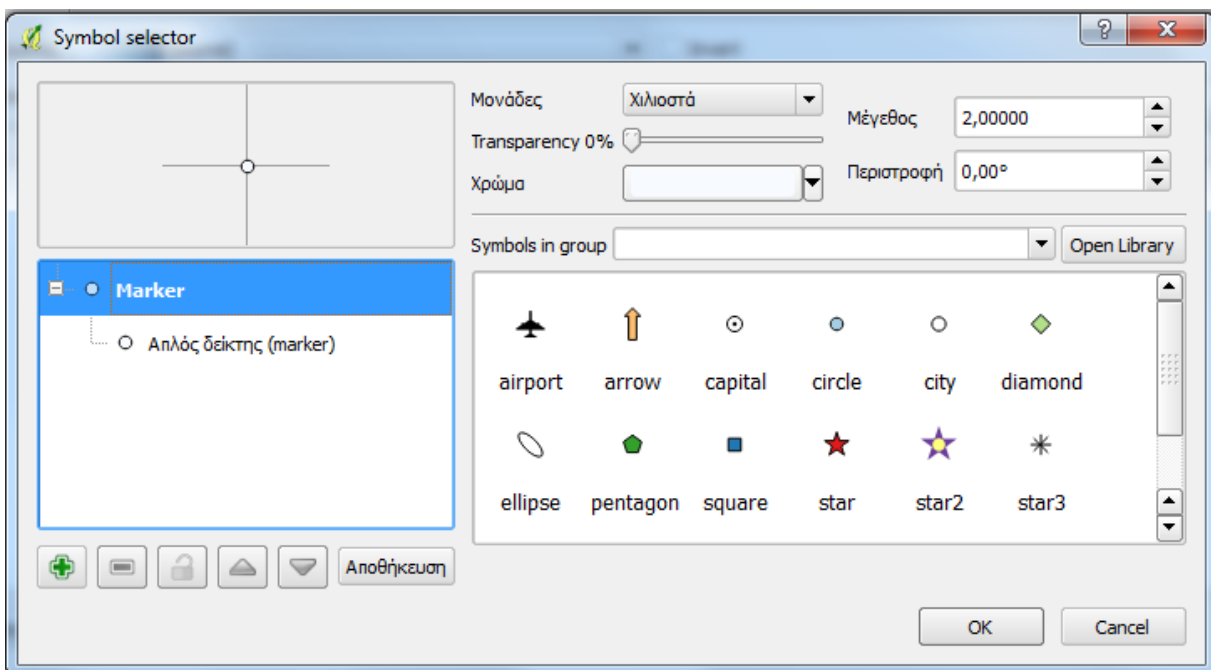 Symbol selector
Μονάδες
Χιλιοστά
Μέγεθος
2,00000
Transparency 0%
Χρώμα
Περιστροφή
0,00°
Symbols in group
Open Library
Marker
Απλός δείκτης (marker)
airport arrow capital circle city diamond
ellipse pentagon square star star2 star3
Αποθήκευση
OK
Cancel